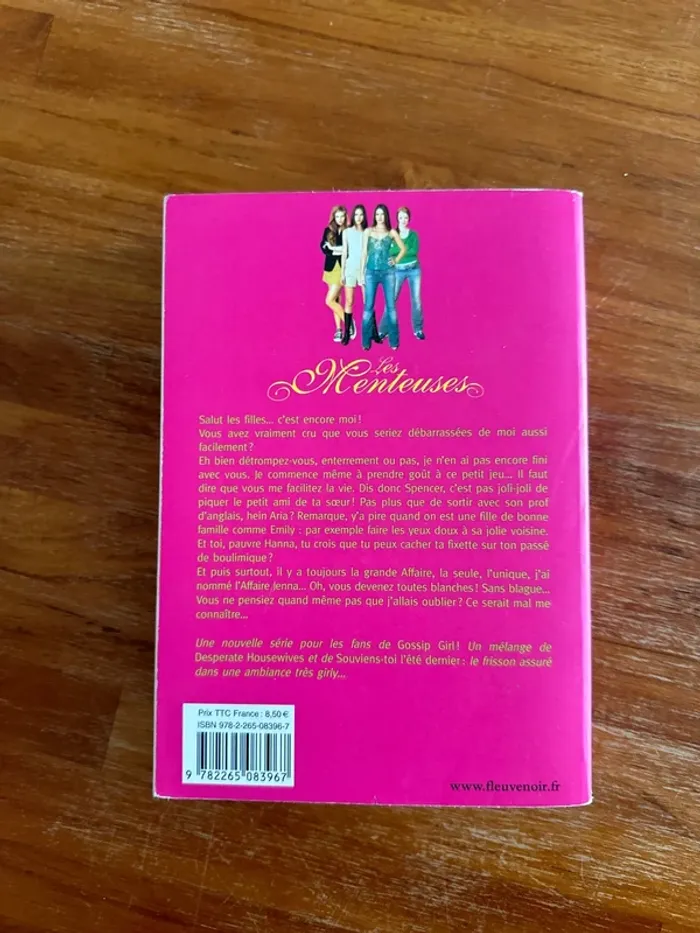 Les
Menteuses
Salut les filles... c'est encore moi !
Vous avez vraiment cru que vous seriez débarrassées de moi aussi
facilement ?
Eh bien détrompez-vous, enterrement ou pas, je n'en ai pas encore fini
avec vous. Je commence même à prendre goût à ce petit jeu... Il faut
dire que vous me facilitez la vie. Dis donc Spencer, c'est pas joli-joli de
piquer le petit ami de ta sœur ! Pas plus que de sortir avec son prof
d'anglais, hein Aria ? Remarque, y'a pire quand on est une fille de bonne
famille comme Emily : par exemple faire les yeux doux à sa jolie voisine.
Et toi, pauvre Hanna, tu crois que tu peux cacher ta fixette sur ton passé
de boulimique ?
Et puis surtout, il y a toujours la grande Affaire, la seule, l'unique, j'ai
nommé l'Affaire Jenna... Oh, vous devenez toutes blanches ! Sans blague...
Vous ne pensiez quand même pas que j'allais oublier ? Ce serait mal me
connaître...
Une nouvelle série pour les fans de Gossip Girl ! Un mélange de
Desperate Housewives et de Souviens-toi l'été dernier : le frisson assuré
dans une ambiance très girly...
Prix TTC France : 8,50 €
ISBN 978-2-265-08396-7
9 782265 083967
www.fleuvenoir.fr